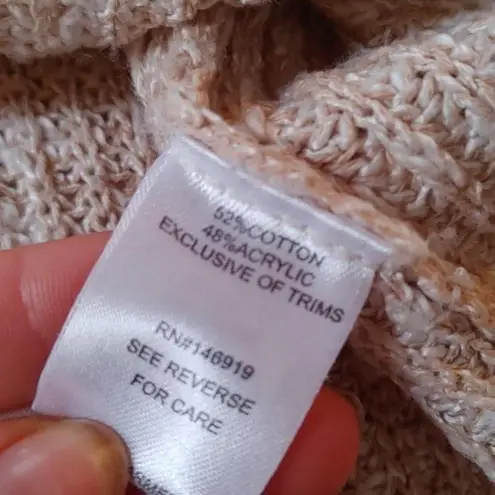 52%COTTON
48%ACRYLIC
EXCLUSIVE OF TRIMS
RN#146919
SEE REVERSE
FOR CARE